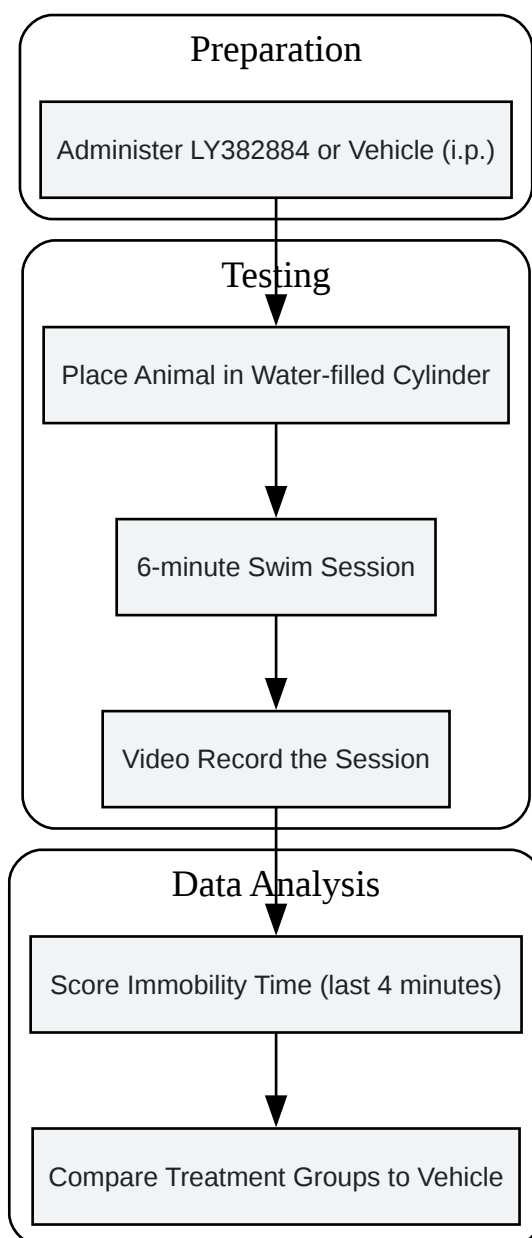 Preparation
Administer LY382884 or Vehicle (i.p.)
Testing
Place Animal in Water-filled Cylinder
6-minute Swim Session
Video Record the Session
Data Analysis
Score Immobility Time (last 4 minutes)
Compare Treatment Groups to Vehicle